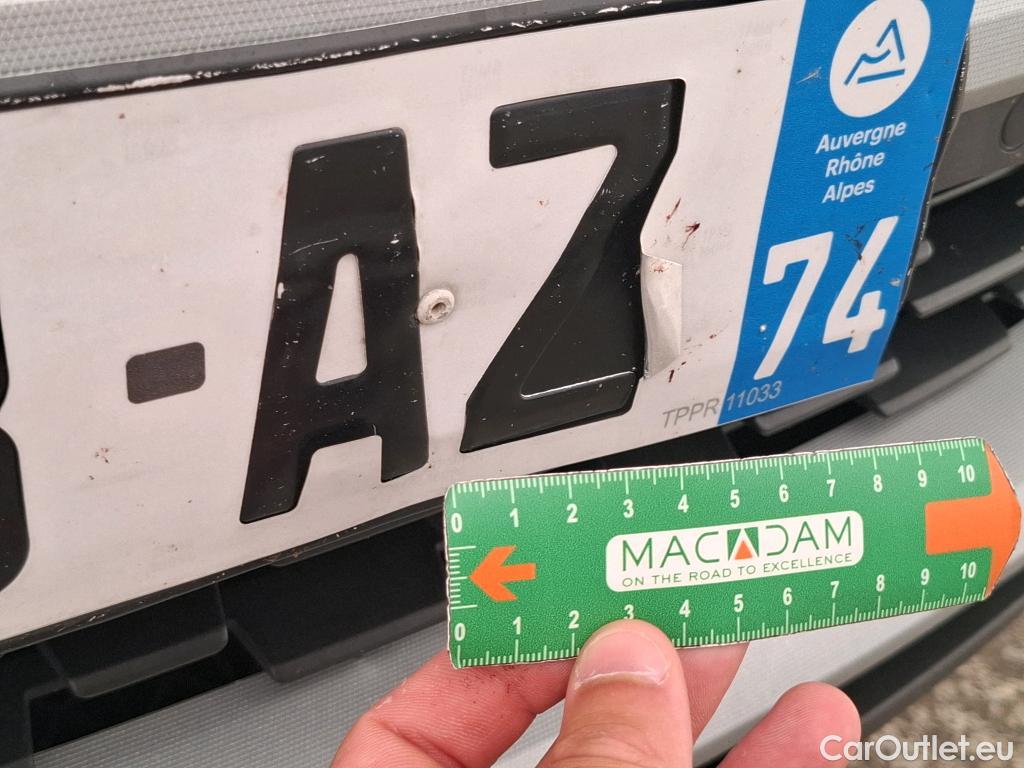 -AZ
Auvergne
Rhône
Alpes
74
TPPR 11033
0 1 2 3 4 5 6 7 8 9 10
MACADAM
ON THE ROAD TO EXCELLENCE
0 1 2 3 4 5 6 7 8 9 10
CarOutlet.eu